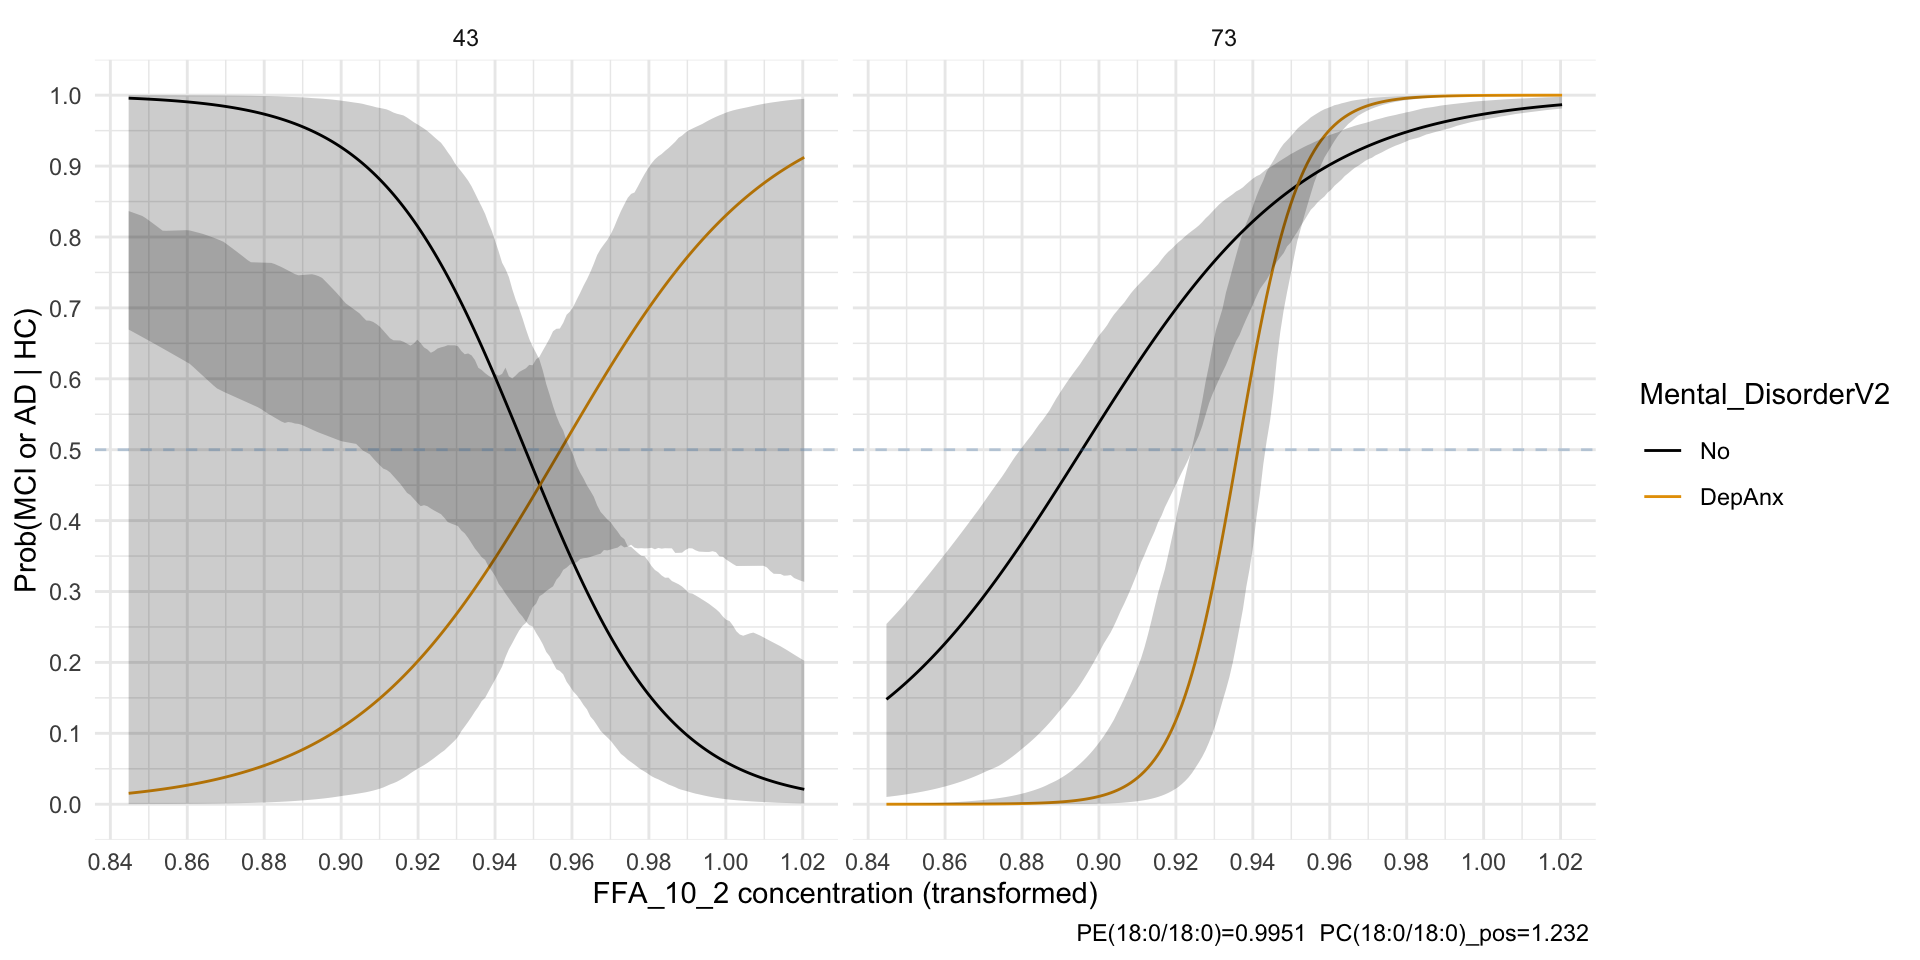 43
73
1.0
0.9
0.8
0.7
0.6
0.5
0.4
0.3
0.2
0.1
0.0
Prob(MCI or AD | HC)
0.84 0.86 0.88 0.90 0.92 0.94 0.96 0.98 1.00 1.02
0.84 0.86 0.88 0.90 0.92 0.94 0.96 0.98 1.00 1.02
FFA_10_2 concentration (transformed)
PE(18:0/18:0)=0.9951 PC(18:0/18:0)_pos=1.232
Mental_DisorderV2
No
DepAnx